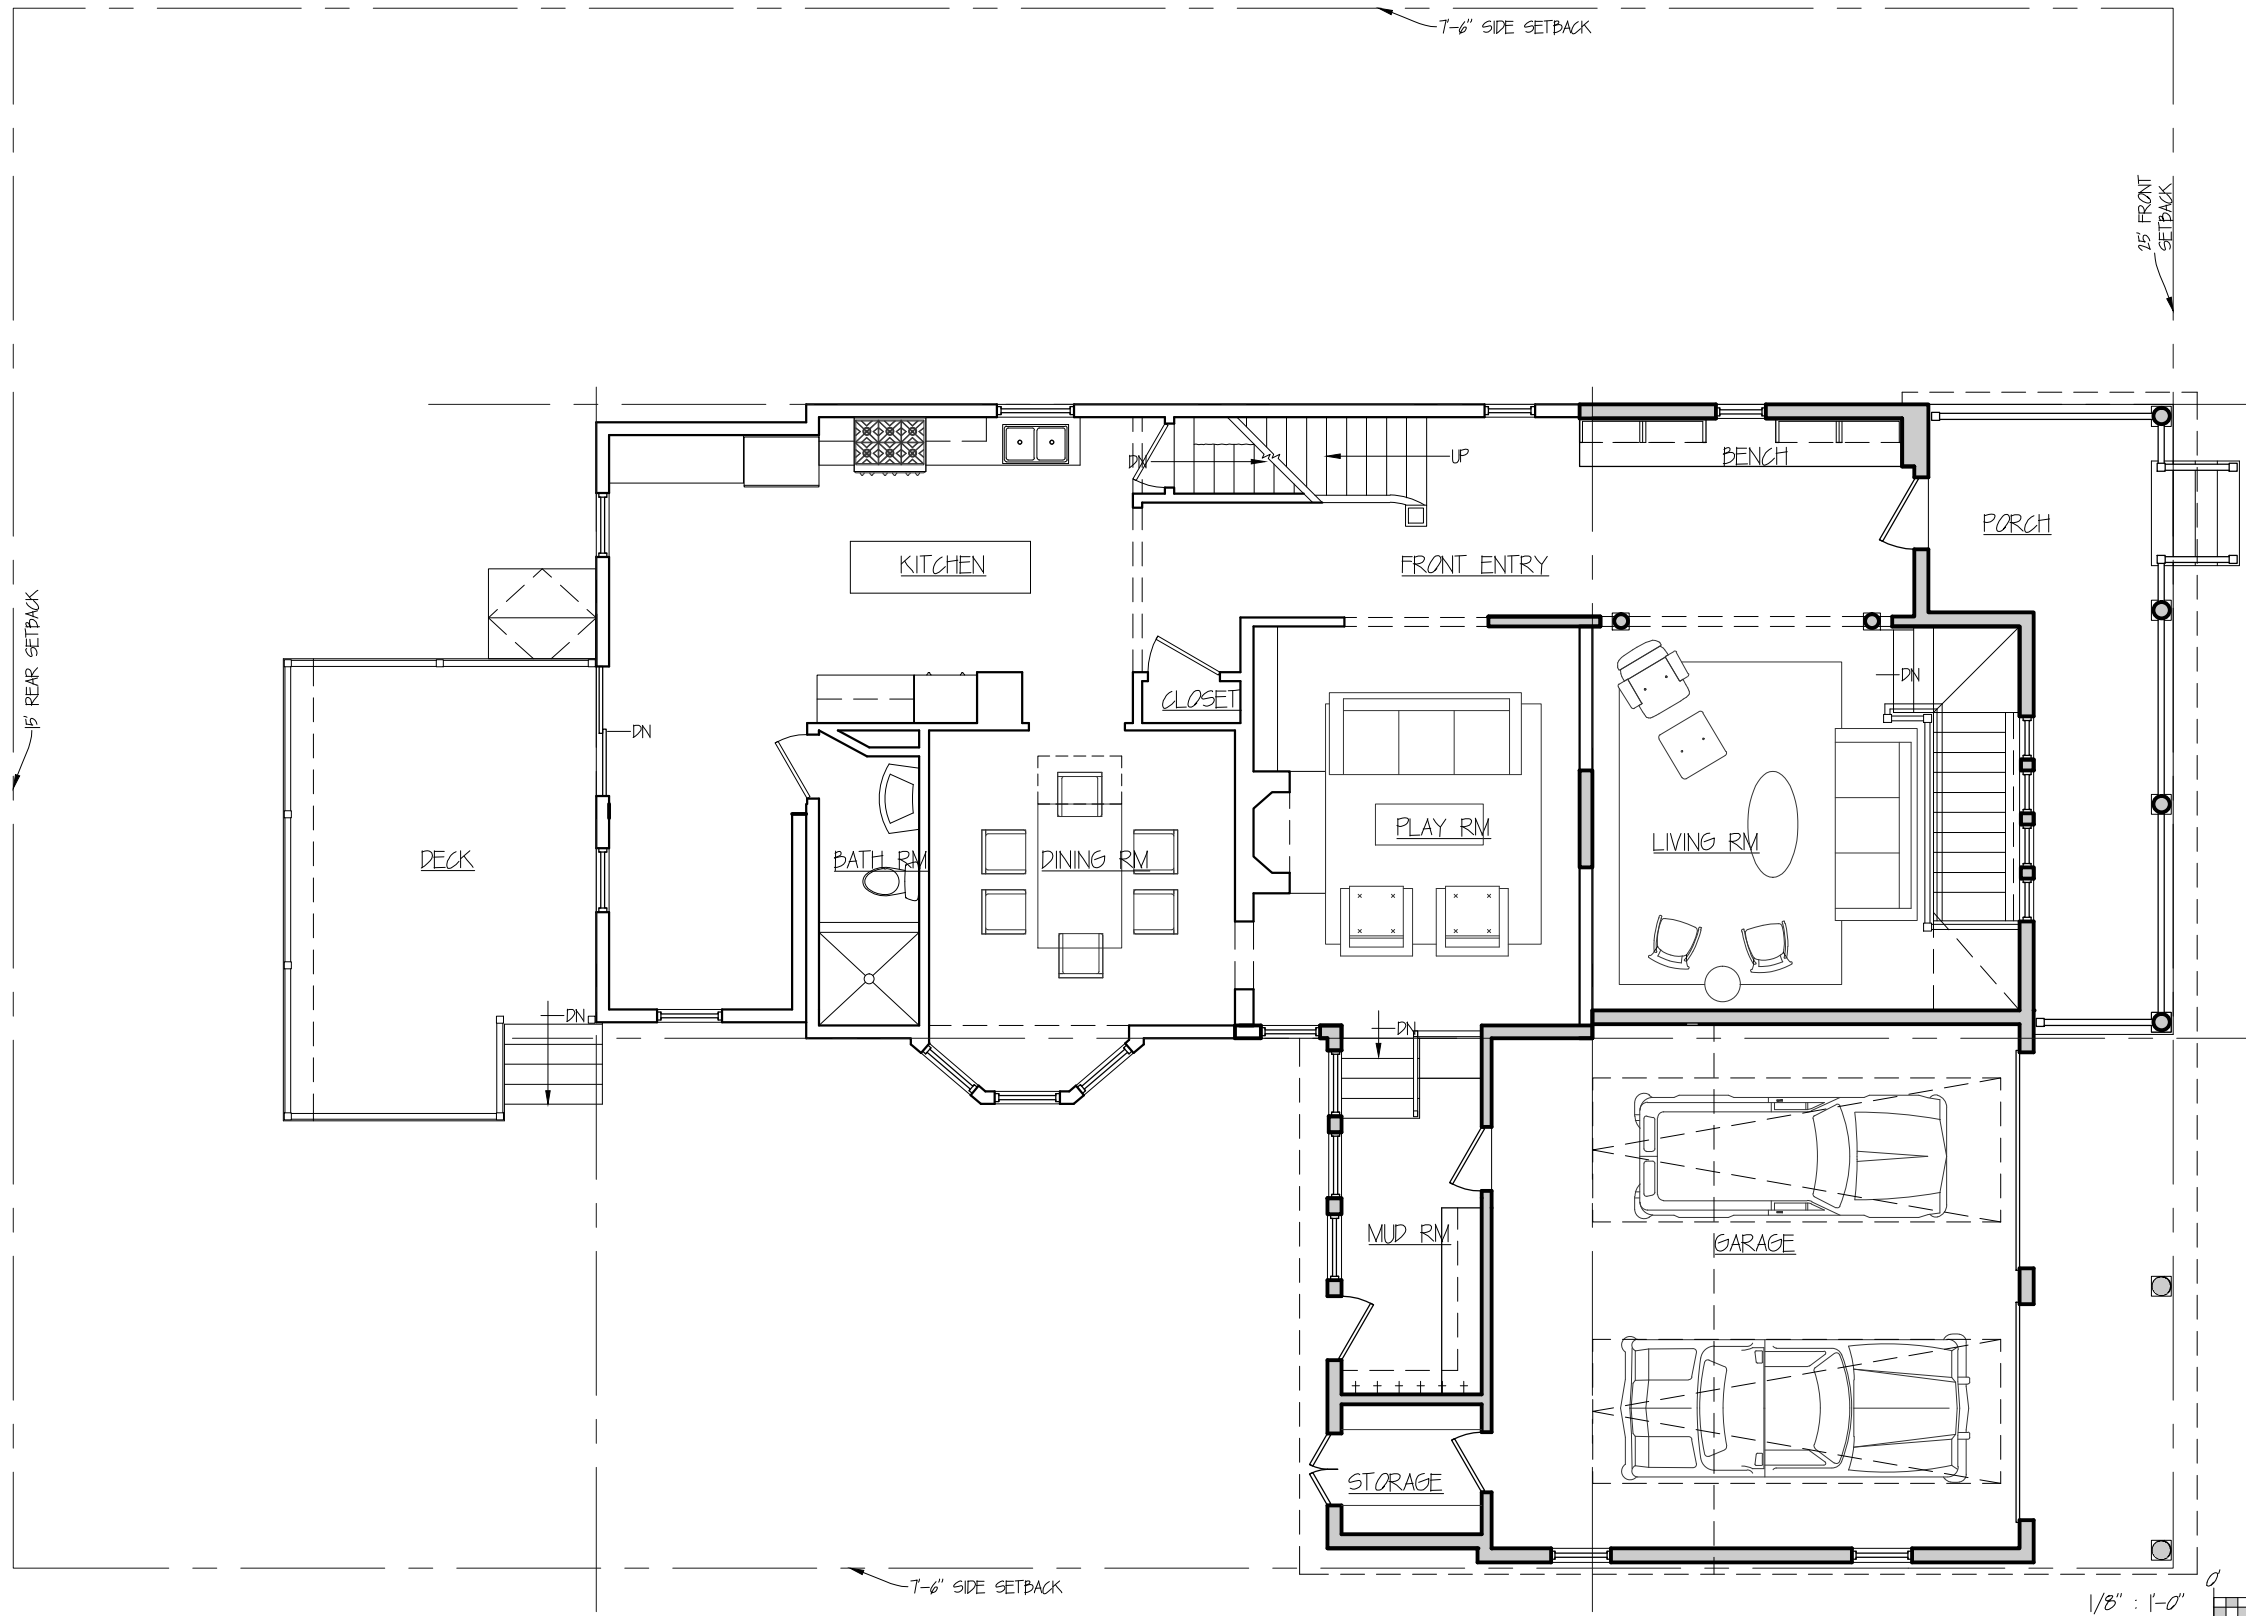 7'-6" SIDE SETBACK
25' FRONT
SETBACK
BENCH
DN
UP
PORCH
KITCHEN
FRONT ENTRY
15' REAR SETBACK
DN
CLOSET
DN
PLAY RM
LIVING RM
DECK
BATH RM
DINING RM
DN
DN
MUD RM
GARAGE
STORAGE
7'-6" SIDE SETBACK
1/8" : 1'-0"
0'